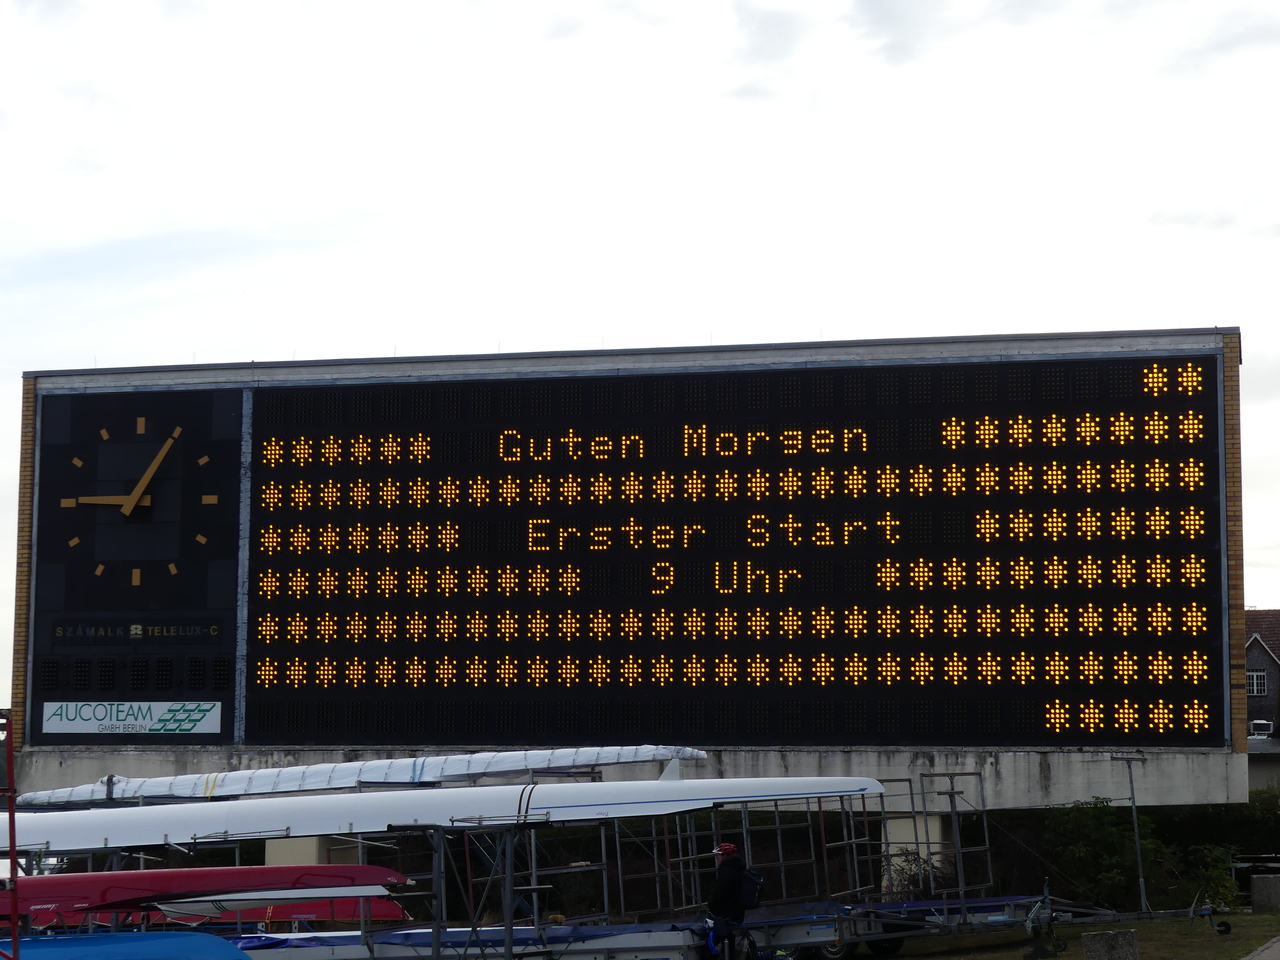 **
****** Guten Morgen ********
******************************
******* Erster Start *******
*********** 9 Uhr **********
******************************
******************************
*****
SZÁMALK TELELUX-C
AUCOTEAM
GMBH BERLIN